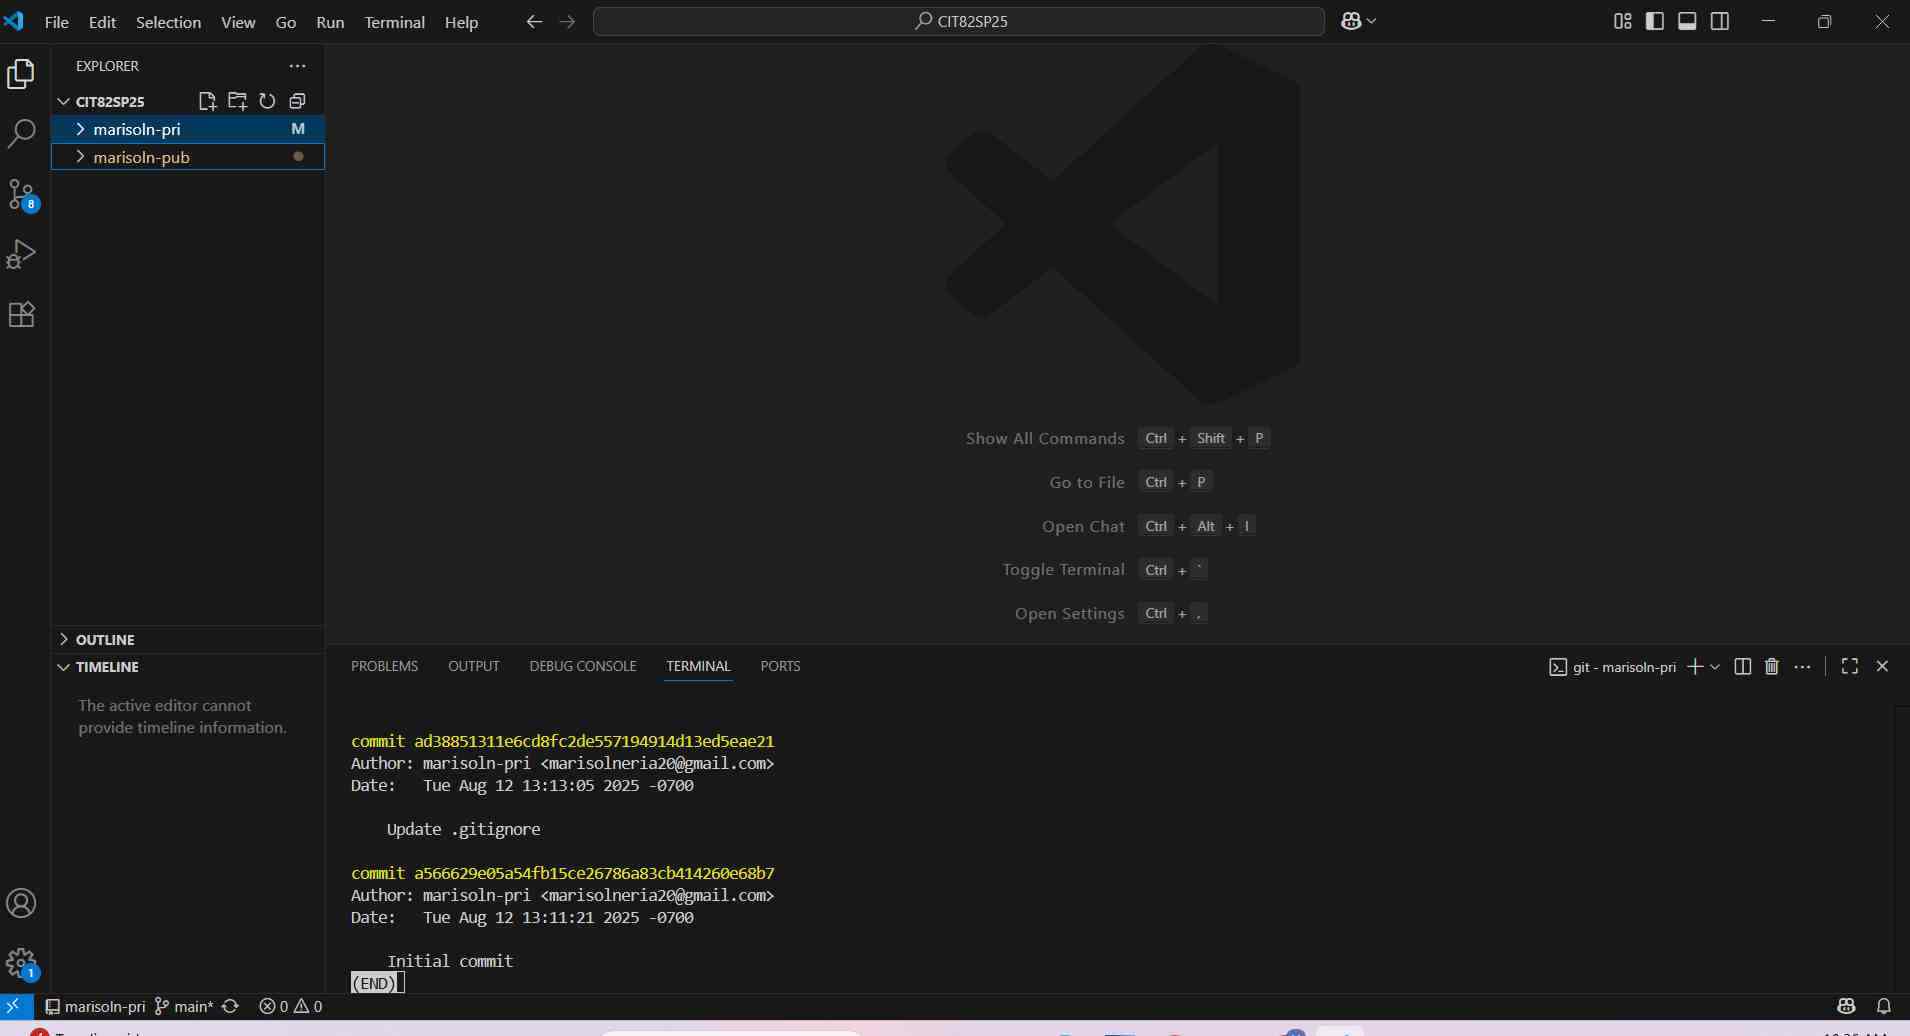 File Edit Selection View Go Run Terminal Help
CIT82SP25
EXPLORER
CIT82SP25
marisoln-pri M
marisoln-pub
8
Show All Commands Ctrl + Shift + P
Go to File Ctrl + P
Open Chat Ctrl + Alt + I
Toggle Terminal Ctrl + `
Open Settings Ctrl + ,
OUTLINE
TIMELINE
The active editor cannot
provide timeline information.
PROBLEMS OUTPUT DEBUG CONSOLE TERMINAL PORTS
git - marisoln-pri
commit ad38851311e6cd8fc2de557194914d13ed5eae21
Author: marisoln-pri <marisolneria20@gmail.com>
Date:   Tue Aug 12 13:13:05 2025 -0700
Update .gitignore
commit a566629e05a54fb15ce26786a83cb414260e68b7
Author: marisoln-pri <marisolneria20@gmail.com>
Date:   Tue Aug 12 13:11:21 2025 -0700
Initial commit
(END)
1
marisoln-pri main* 0 0